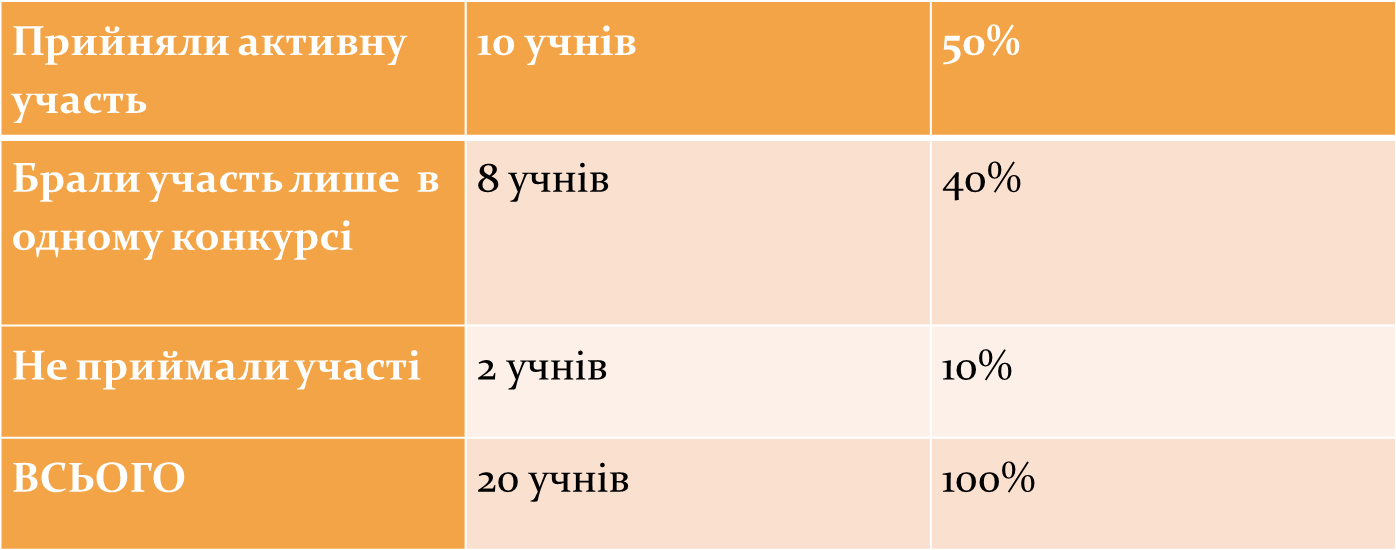 Прийняли активну
участь
10 учнів
50%
Брали участь лише в
одному конкурсі
8 учнів
40%
Не приймали участі
2 учнів
10%
ВСЬОГО
20 учнів
100%